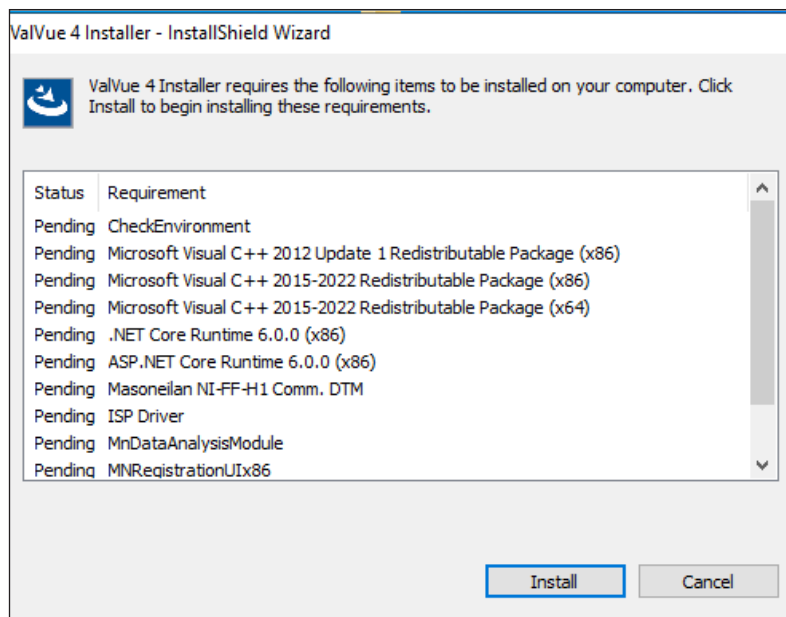 ValVue 4 Installer - InstallShield Wizard
ValVue 4 Installer requires the following items to be installed on your computer. Click
Install to begin installing these requirements.
Status Requirement
Pending CheckEnvironment
Pending Microsoft Visual C++ 2012 Update 1 Redistributable Package (x86)
Pending Microsoft Visual C++ 2015-2022 Redistributable Package (x86)
Pending Microsoft Visual C++ 2015-2022 Redistributable Package (x64)
Pending .NET Core Runtime 6.0.0 (x86)
Pending ASP.NET Core Runtime 6.0.0 (x86)
Pending Masoneilan NI-FF-H1 Comm. DTM
Pending ISP Driver
Pending MnDataAnalysisModule
Pending MNRegistrationUIx86
Install Cancel